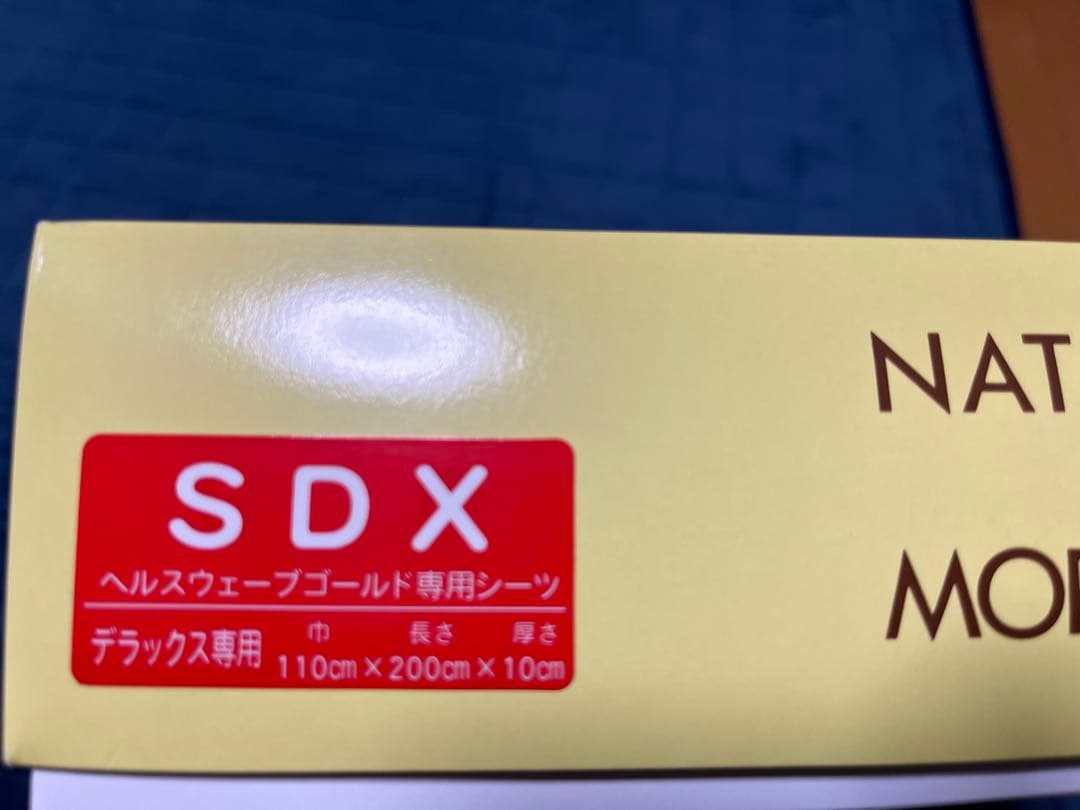 SDX
ヘルスウェーブゴールド専用シーツ
デラックス専用
巾 長さ 厚さ
110cm×200cm×10cm
NAT
MO